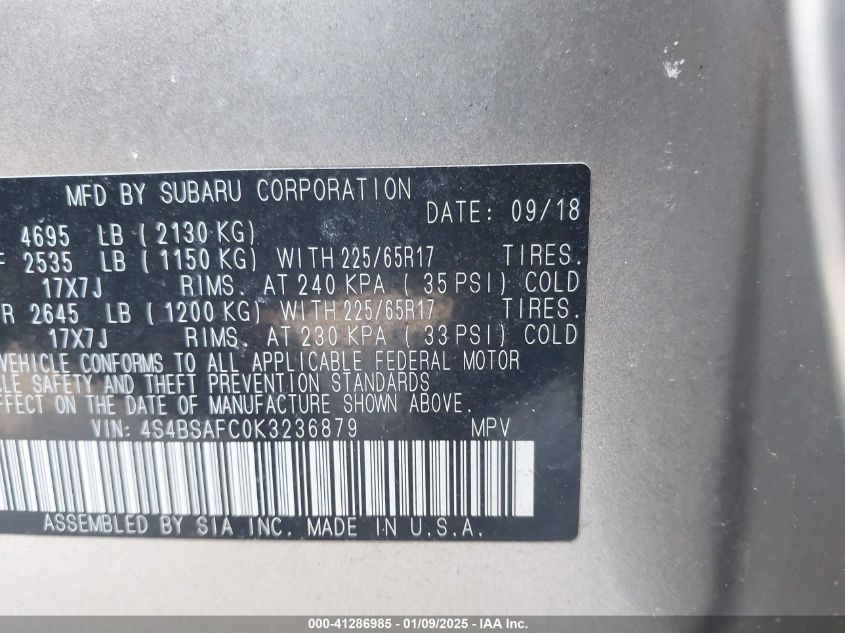 MFD BY SUBARU CORPORATION
DATE: 09/18
4695 LB (2130 KG)
F 2535 LB (1150 KG) WITH 225/65R17 TIRES.
17X7J RIMS. AT 240 KPA (35 PSI) COLD
R 2645 LB (1200 KG) WITH 225/65R17 TIRES.
17X7J RIMS. AT 230 KPA (33 PSI) COLD
VEHICLE CONFORMS TO ALL APPLICABLE FEDERAL MOTOR
CLE SAFETY AND THEFT PREVENTION STANDARDS
EFFECT ON THE DATE OF MANUFACTURE SHOWN ABOVE.
VIN: 4S4BSAFC0K3236879 MPV
ASSEMBLED BY SIA INC. MADE IN U.S.A.
000-41286985 - 01/09/2025 - IAA Inc.